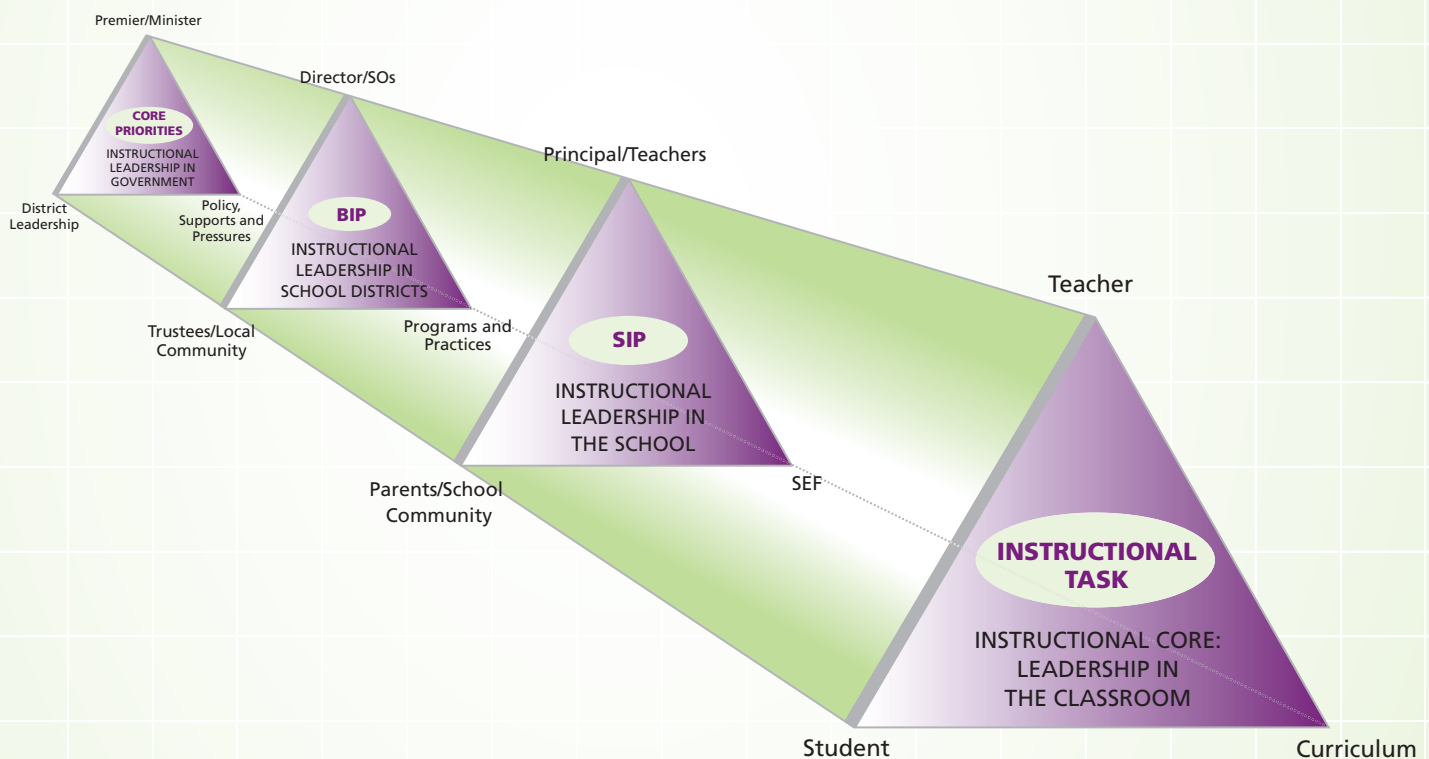 Premier/Minister
CORE
PRIORITIES
INSTRUCTIONAL
LEADERSHIP IN
GOVERNMENT
District
Leadership
Policy,
Supports and
Pressures
Director/SOs
BIP
INSTRUCTIONAL
LEADERSHIP IN
SCHOOL DISTRICTS
Trustees/Local
Community
Programs and
Practices
Principal/Teachers
SIP
INSTRUCTIONAL
LEADERSHIP IN
THE SCHOOL
Parents/School
Community
SEF
Teacher
INSTRUCTIONAL
TASK
INSTRUCTIONAL CORE:
LEADERSHIP IN
THE CLASSROOM
Student
Curriculum